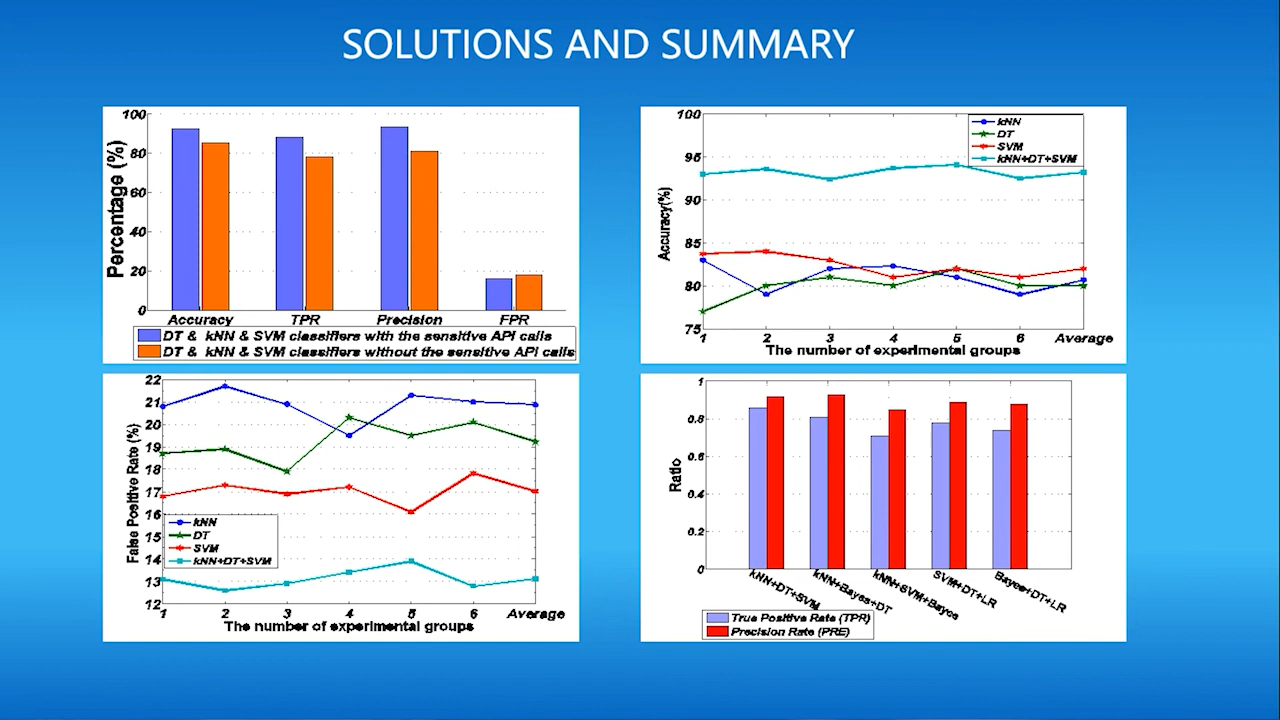 SOLUTIONS AND SUMMARY
100
80
60
40
20
0
Percentage (%)
Accuracy TPR Precision FPR
DT & kNN & SVM classifiers with the sensitive API calls
DT & kNN & SVM classifiers without the sensitive API calls
100
95
90
85
80
75
Accuracy(%)
kNN
DT
SVM
kNN+DT+SVM
1 2 3 4 5 6 Average
The number of experimental groups
22
21
20
19
18
17
16
15
14
13
12
False Positive Rate (%)
kNN
DT
SVM
kNN+DT+SVM
1 2 3 4 5 6 Average
The number of experimental groups
1
0.8
0.6
0.4
0.2
0
Ratio
kNN+DT+SVM
kNN+Bayes+DT
kNN+SVM+Bayes
SVM+DT+LR
Bayes+DT+LR
True Positive Rate (TPR)
Precision Rate (PRE)